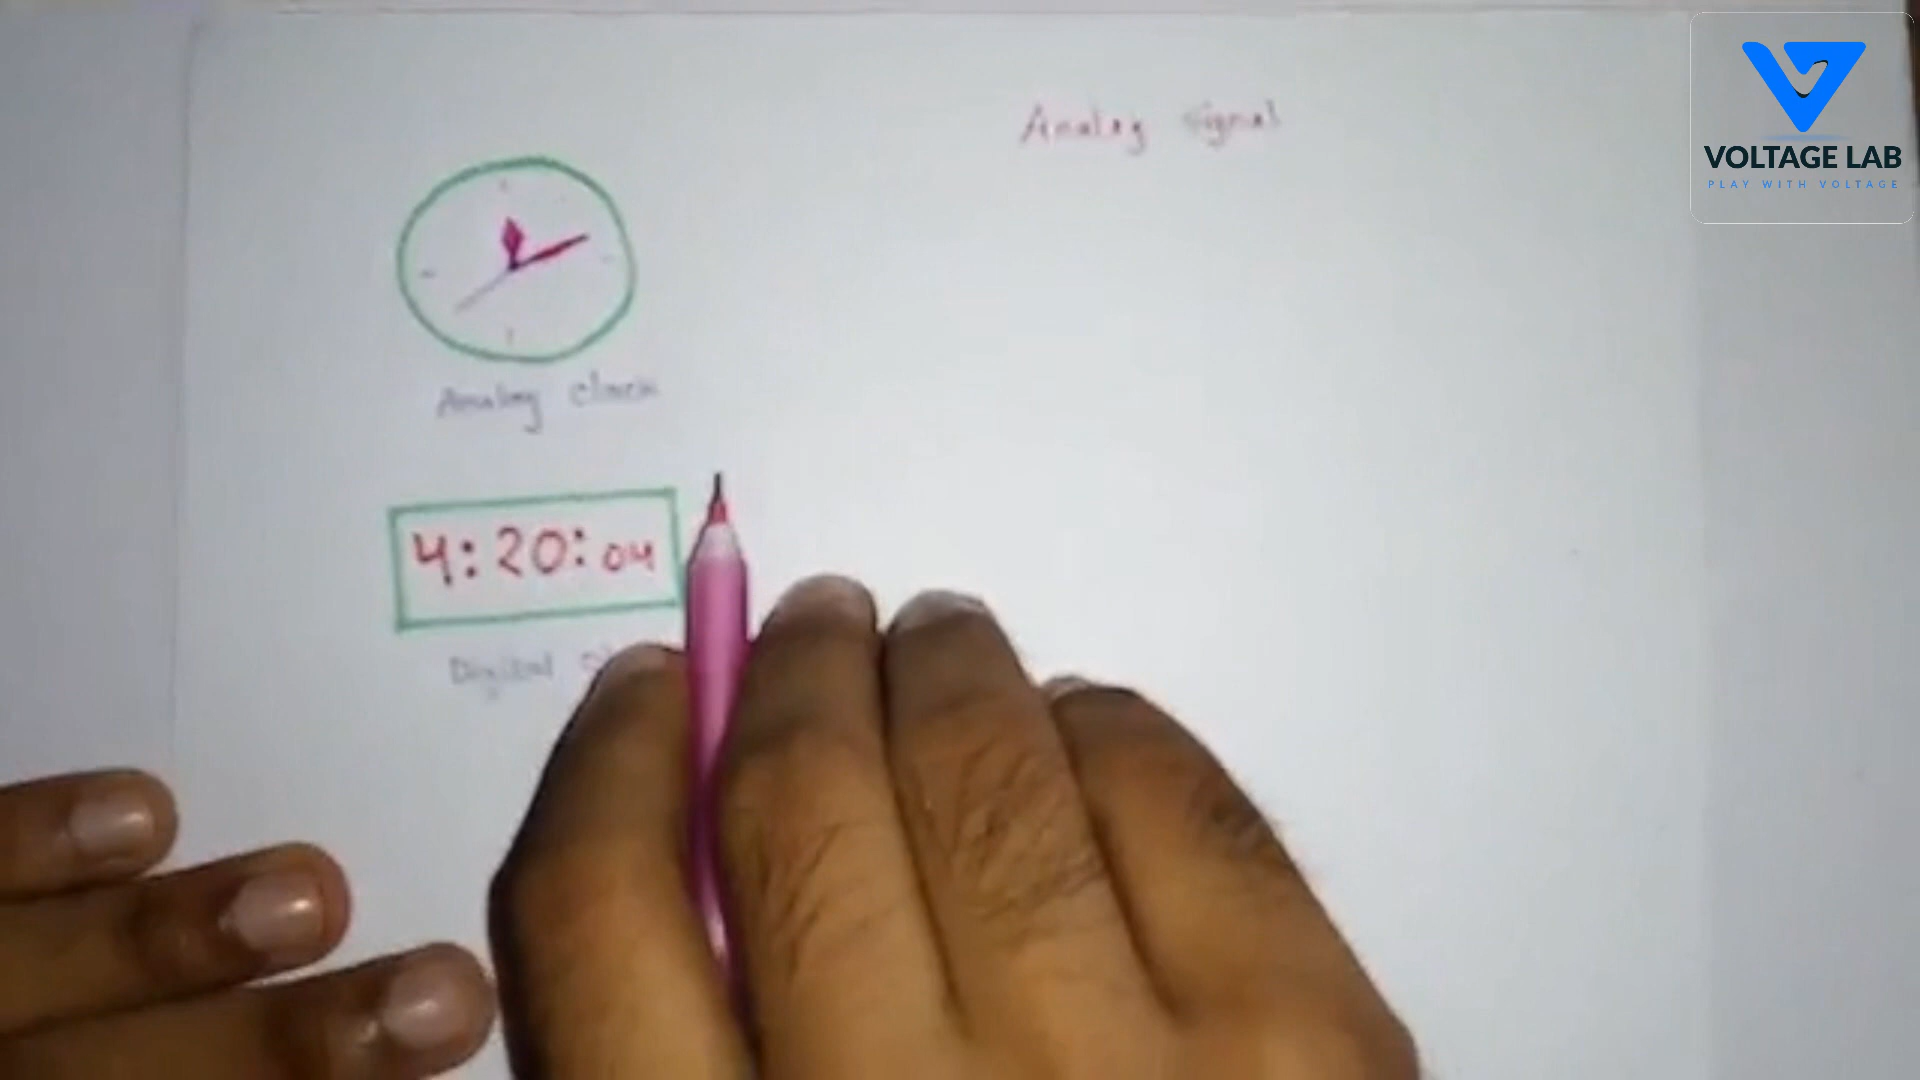 Analog Signal
VOLTAGE LAB
PLAY WITH VOLTAGE
Analog clock
4:20:04
Digital